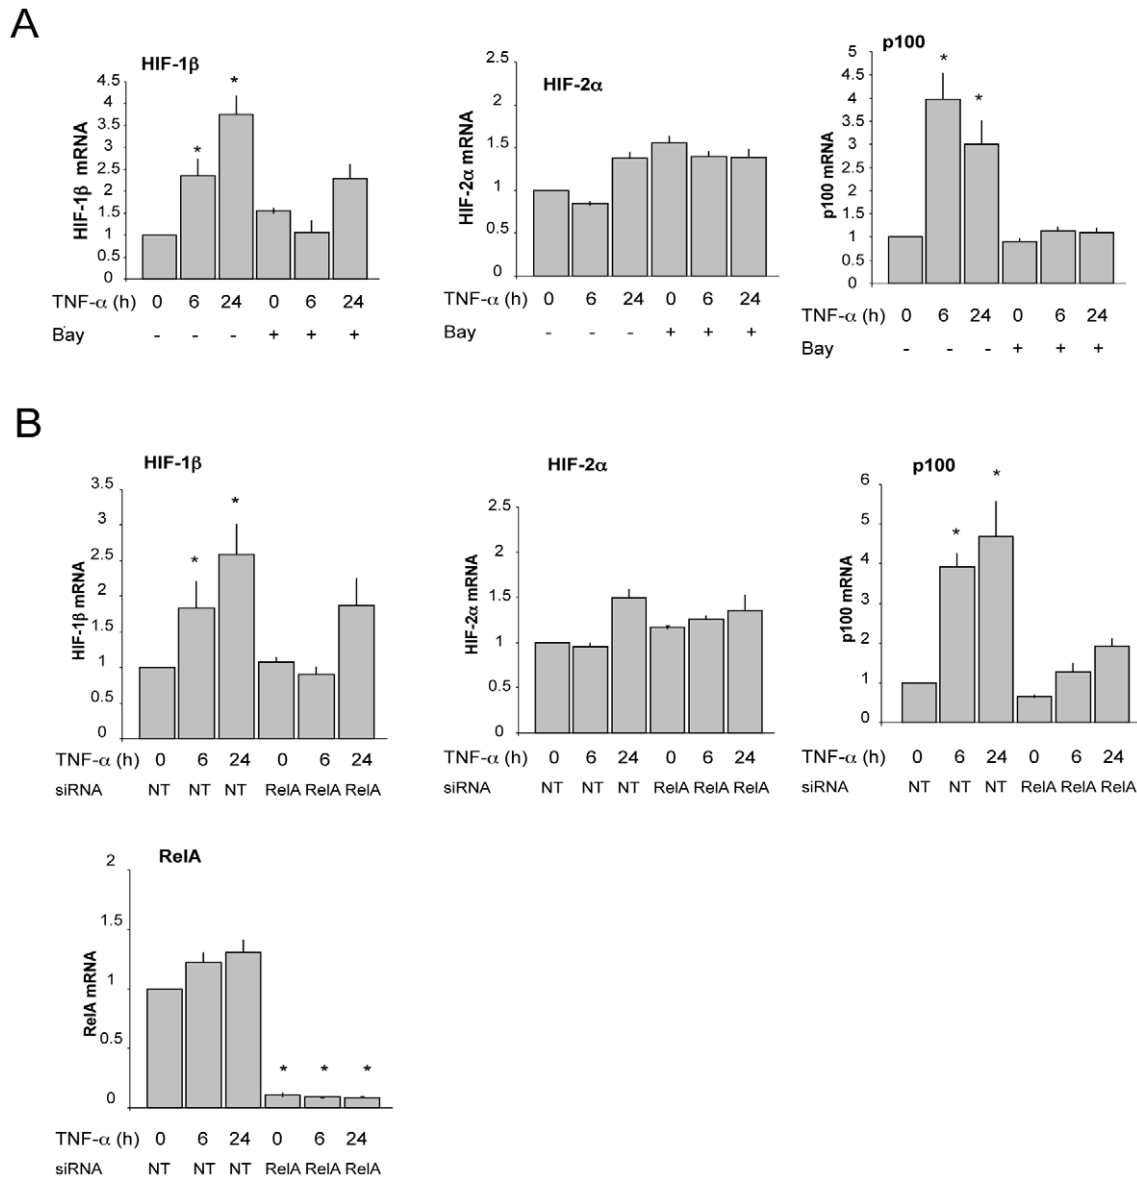 A
HIF-1β
HIF-1β mRNA
4.5
4
3.5
3
2.5
2
1.5
1
0.5
0
*
*
TNF-α (h) 0 6 24 0 6 24
Bay - - - + + +
HIF-2α
HIF-2α mRNA
2.5
2
1.5
1
0.5
0
0 6 24 0 6 24
- - - + + +
p100
p100 mRNA
5
4.5
4
3.5
3
2.5
2
1.5
1
0.5
0
*
*
TNF-α (h) 0 6 24 0 6 24
Bay - - - + + +
B
HIF-1β
HIF-1β mRNA
3.5
3
2.5
2
1.5
1
0.5
0
*
*
TNF-α (h) 0 6 24 0 6 24
siRNA NT NT NT RelA RelA RelA
HIF-2α
HIF-2α mRNA
2.5
2
1.5
1
0.5
0
0 6 24 0 6 24
NT NT NT RelA RelA RelA
p100
p100 mRNA
6
5
4
3
2
1
0
*
*
TNF-α (h) 0 6 24 0 6 24
siRNA NT NT NT RelA RelA RelA
RelA
RelA mRNA
2
1.5
1
0.5
0
* * *
TNF-α (h) 0 6 24 0 6 24
siRNA NT NT NT RelA RelA RelA